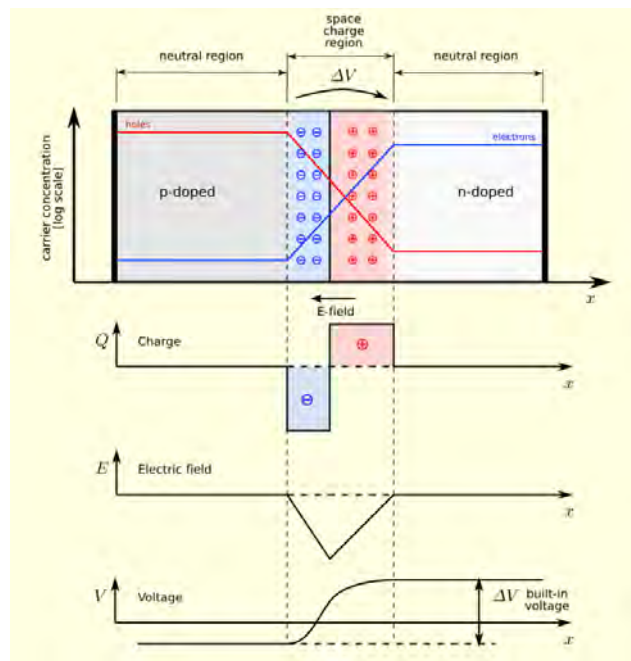 space
charge
region
neutral region
neutral region
ΔV
holes
electrons
carrier concentration
[log scale]
p-doped
n-doped
x
E-field
Q
Charge
x
E
Electric field
x
V
Voltage
ΔV
built-in
voltage
x